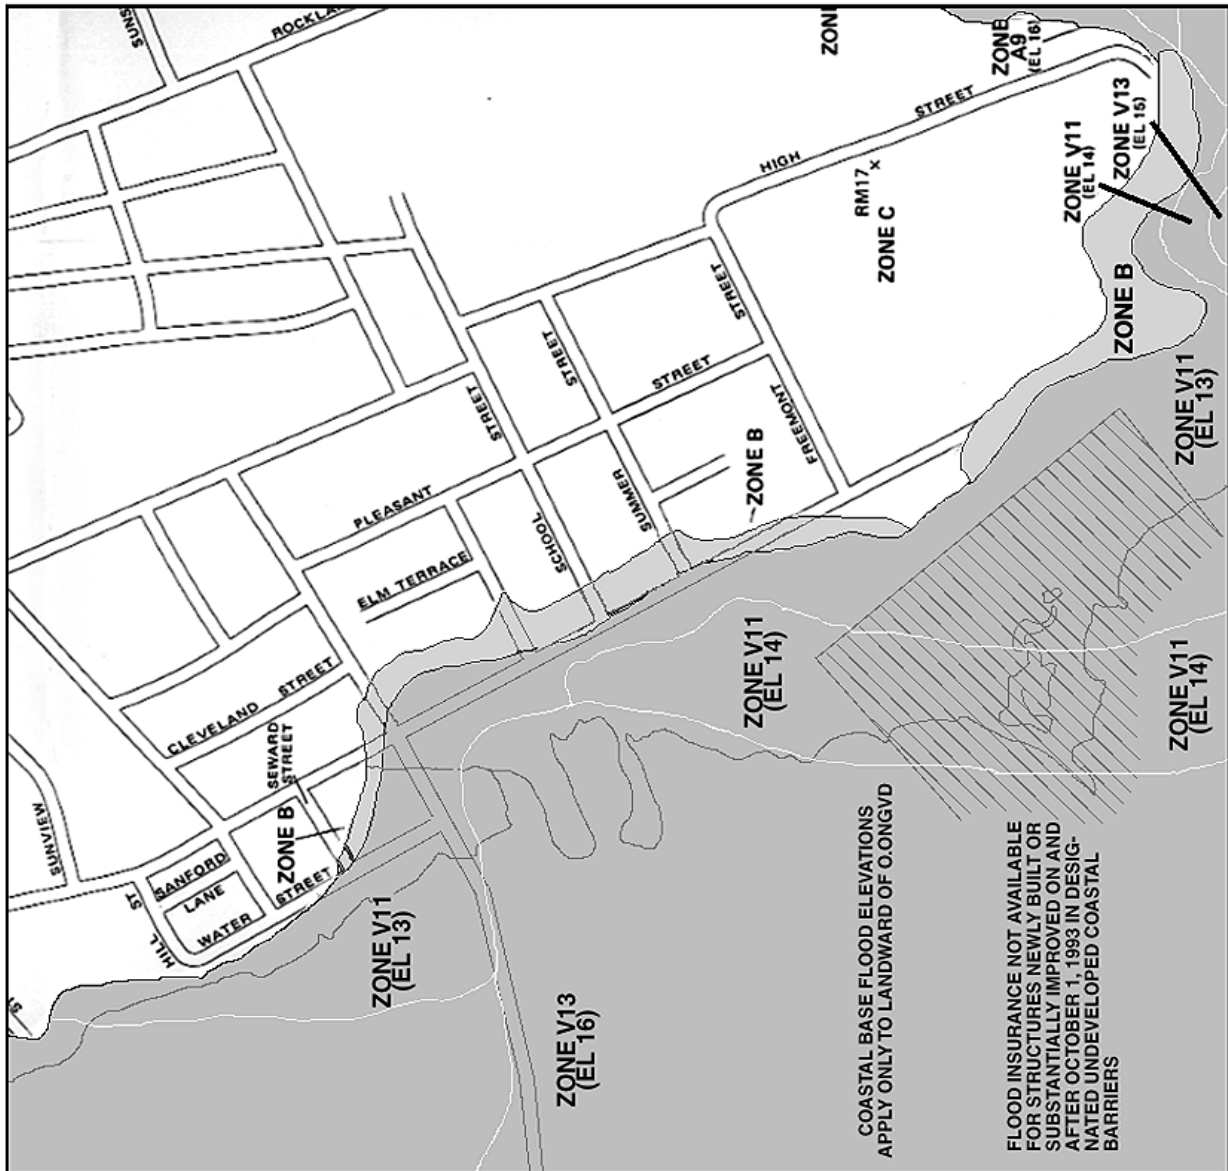 SUNS
ROCKLA
ZON
ZONE
A9
(EL 16)
STREET
HIGH
RM17 x
ZONE C
ZONE V11
(EL 14)
ZONE V13
(EL 15)
ZONE B
ZONE V11
(EL 13)
STREET
STREET
STREET
STREET
FREEMONT
ZONE B
PLEASANT
SUMMER
SCHOOL
ELM TERRACE
CLEVELAND STREET
SEWARD
STREET
SUNVIEW
ZONE B
SANFORD
LANE
STREET
WATER
HILL ST
ST
ZONE V11
(EL 13)
ZONE V13
(EL 16)
ZONE V11
(EL 14)
ZONE V11
(EL 14)
COASTAL BASE FLOOD ELEVATIONS
APPLY ONLY TO LANDWARD OF 0.0NGVD
FLOOD INSURANCE NOT AVAILABLE
FOR STRUCTURES NEWLY BUILT OR
SUBSTANTIALLY IMPROVED ON AND
AFTER OCTOBER 1, 1993 IN DESIG-
NATED UNDEVELOPED COASTAL
BARRIERS